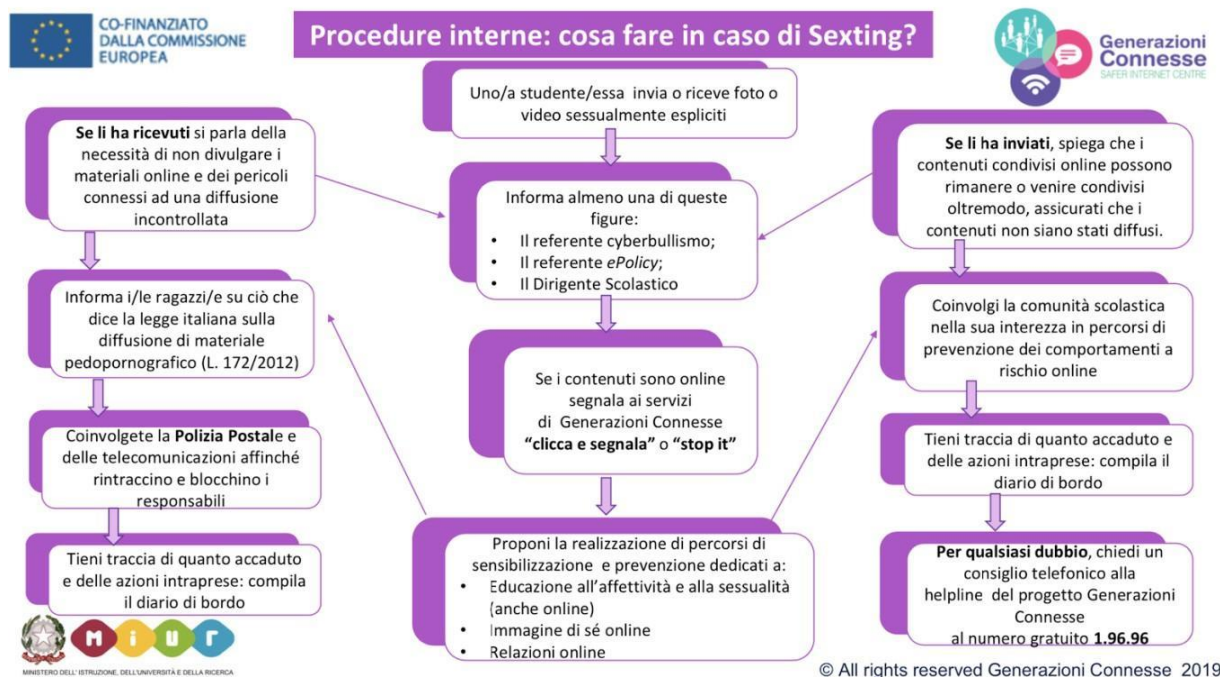 CO-FINANZIATO
DALLA COMMISSIONE
EUROPEA
Procedure interne: cosa fare in caso di Sexting?
Generazioni
Connesse
SAFER INTERNET CENTRE
Uno/a studente/essa invia o riceve foto o
video sessualmente espliciti
Se li ha ricevuti si parla della
necessità di non divulgare i
materiali online e dei pericoli
connessi ad una diffusione
incontrollata
Informa i/le ragazzi/e su ciò che
dice la legge italiana sulla
diffusione di materiale
pedopornografico (L. 172/2012)
Coinvolgete la Polizia Postale e
delle telecomunicazioni affinché
rintraccino e blocchino i
responsabili
Tieni traccia di quanto accaduto
e delle azioni intraprese: compila
il diario di bordo
Informa almeno una di queste
figure:
• Il referente cyberbullismo;
• Il referente ePolicy;
• Il Dirigente Scolastico
Se i contenuti sono online
segnala ai servizi
di Generazioni Connesse
“clicca e segnala” o “stop it”
Proponi la realizzazione di percorsi di
sensibilizzazione e prevenzione dedicati a:
• Educazione all’affettività e alla sessualità
(anche online)
• Immagine di sé online
• Relazioni online
Se li ha inviati, spiega che i
contenuti condivisi online possono
rimanere o venire condivisi
oltremodo, assicurati che i
contenuti non siano stati diffusi.
Coinvolgi la comunità scolastica
nella sua interezza in percorsi di
prevenzione dei comportamenti a
rischio online
Tieni traccia di quanto accaduto e
delle azioni intraprese: compila il
diario di bordo
Per qualsiasi dubbio, chiedi un
consiglio telefonico alla
helpline del progetto Generazioni
Connesse
al numero gratuito 1.96.96
MiUR
MINISTERO DELL' ISTRUZIONE, DELL'UNIVERSITÀ E DELLA RICERCA
© All rights reserved Generazioni Connesse 2019